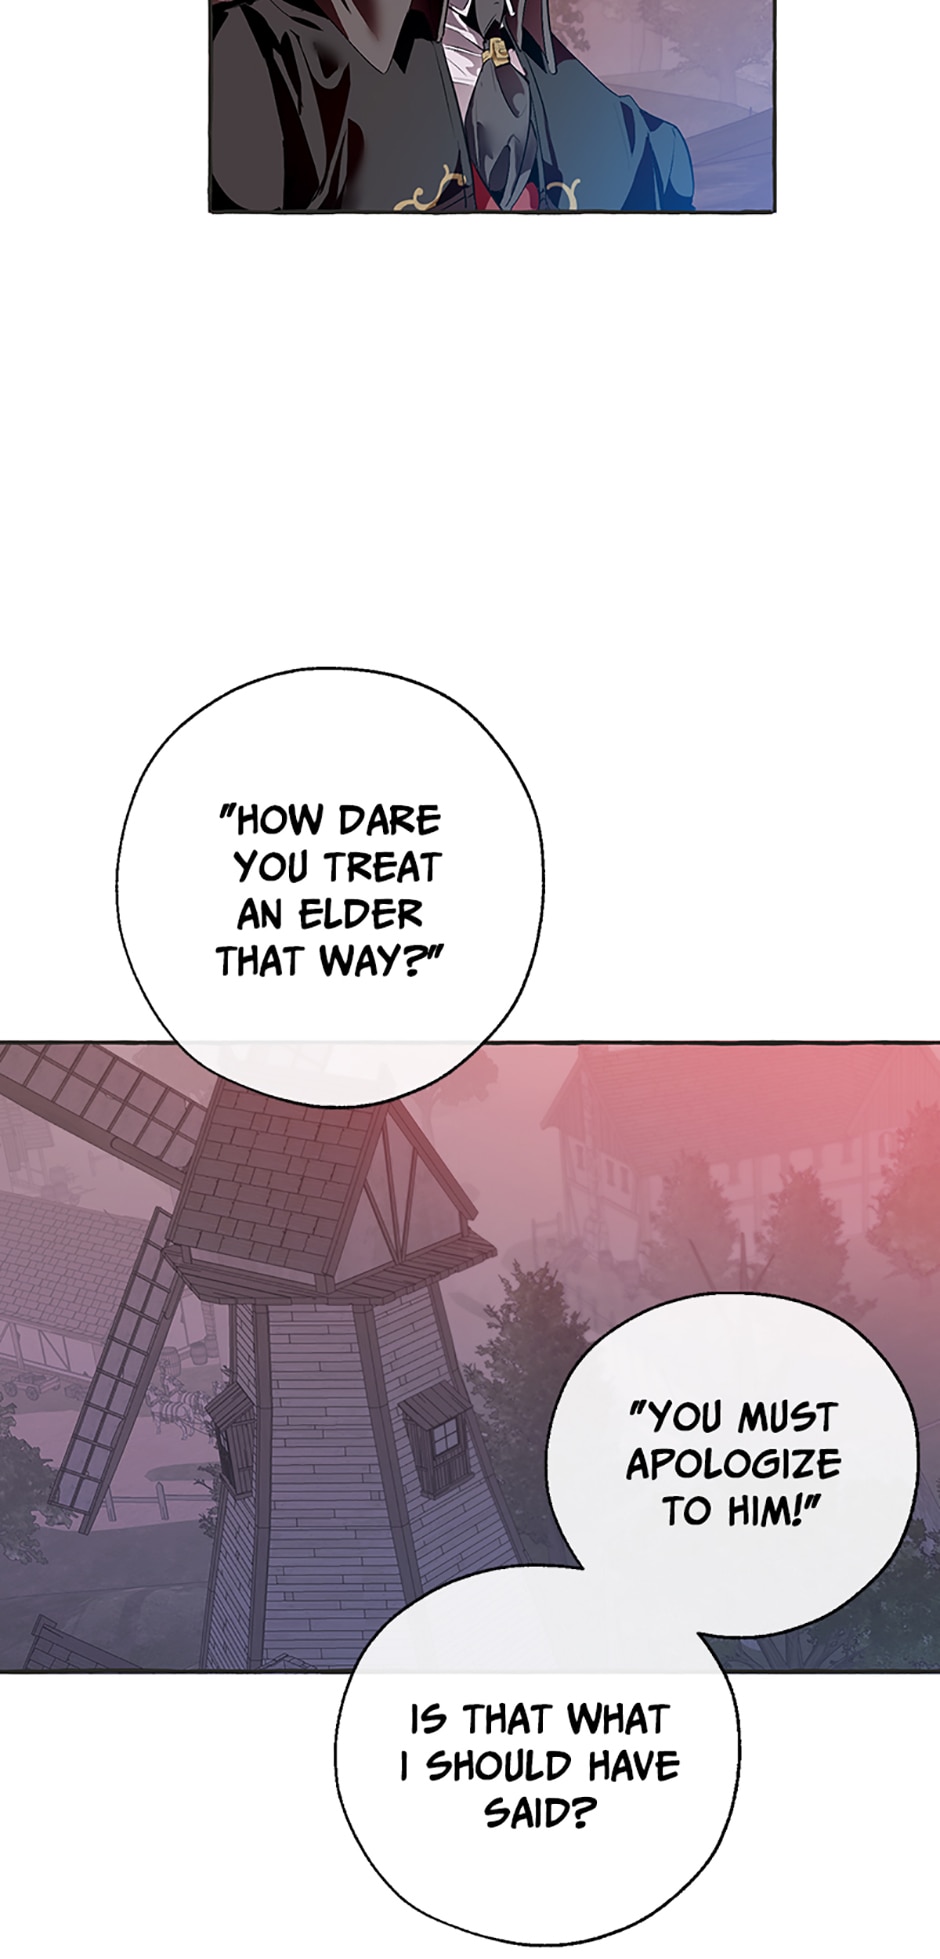 "HOW DARE
YOU TREAT
AN ELDER
THAT WAY?"
"YOU MUST
APOLOGIZE
TO HIM!"
IS THAT WHAT
I SHOULD HAVE
SAID?